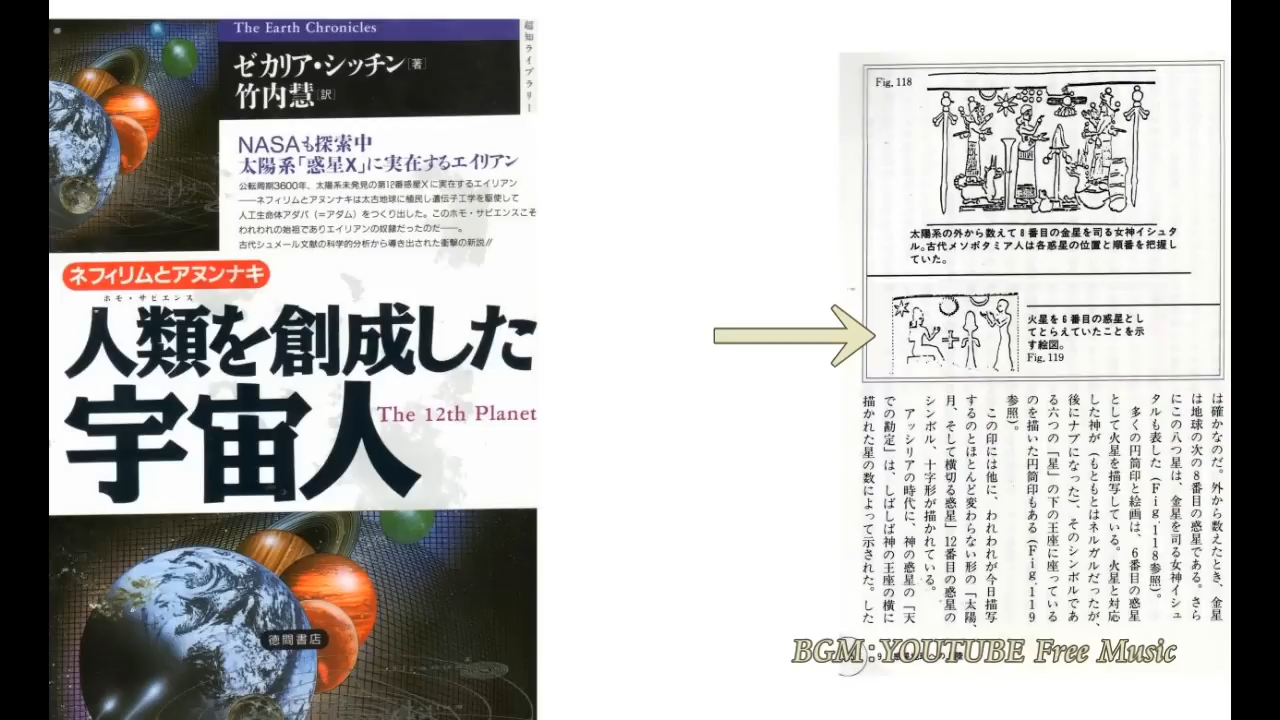 The Earth Chronicles
超知ライブラリー
ゼカリア・シッチン[著]
竹内慧[訳]
NASAも探索中
太陽系「惑星X」に実在するエイリアン
公転周期3600年、太陽系未発見の第12番惑星Xに実在するエイリアン
——ネフィリムとアヌンナキは太古地球に植民し遺伝子工学を駆使して
人工生命体アダパ(=アダム)をつくり出した。このホモ・サピエンスこそ
われわれの始祖でありエイリアンの奴隷だったのだ——。
古代シュメール文献の科学的分析から導き出された衝撃の新説!!
ネフィリムとアヌンナキ
ホモ・サピエンス
人類を創成した
宇宙人
The 12th Planet
徳間書店
Fig. 118
太陽系の外から数えて8番目の金星を司る女神イシュタ
ル。古代メソポタミア人は各惑星の位置と順番を把握し
ていた。
火星を6番目の惑星とし
てとらえていたことを示
す絵図。
Fig. 119
は確かなのだ。外から数えたとき、金星
は地球の次の8番目の惑星である。さら
にこの八つ星は、金星を司る女神イシュ
タルも表した(Fig.118参照)。
多くの円筒印と絵画は、6番目の惑星
として火星を描写している。火星と対応
した神が(もともとはネルガルだったが、
後にナブになった)、そのシンボルであ
る六つの「星」の下の王座に座っている
のを描いた円筒印もある(Fig.119
参照)。
この印には他に、われわれが今日描写
するのとほとんど変わらない形の「太陽、
月、そして横切る惑星」12番目の惑星の
シンボル、十字形が描かれている。
アッシリアの時代に、神の惑星の「天
での勘定」は、しばしば神の王座の横に
描かれた星の数によって示された。した
BGM:YOUTUBE Free Music